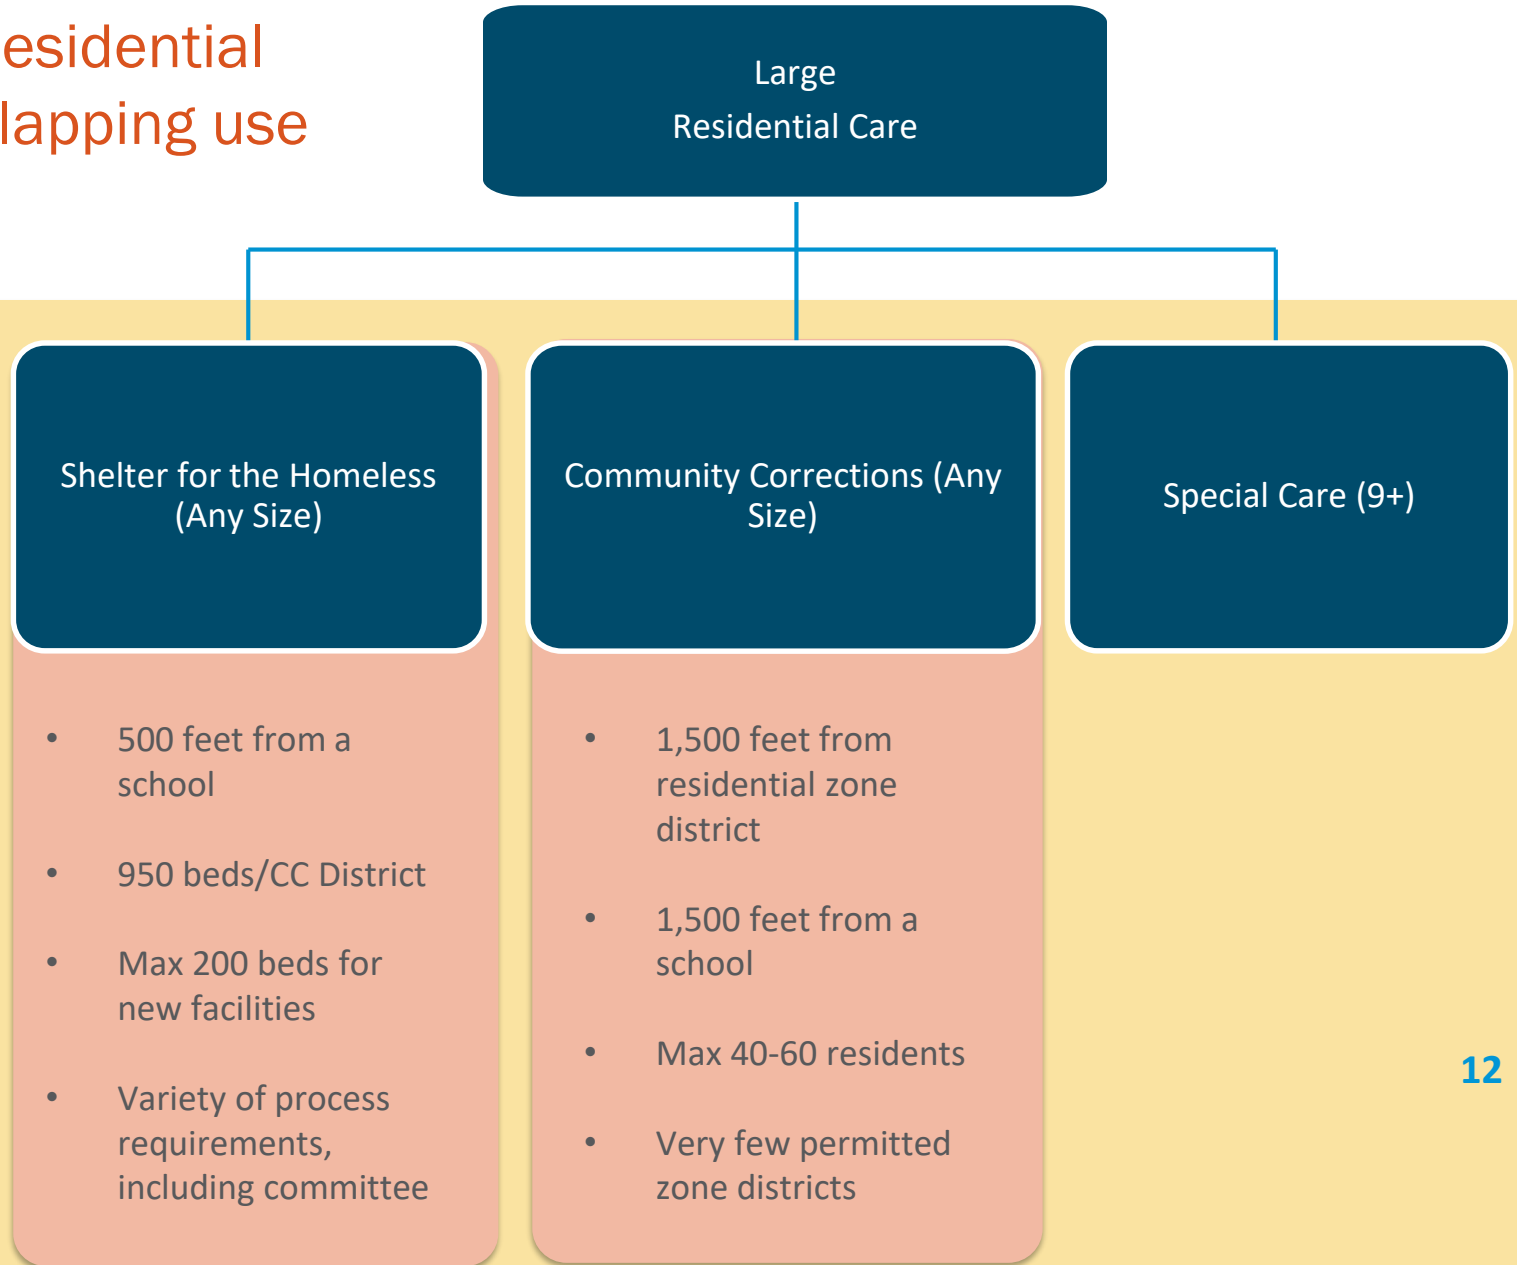 esidential
lapping use
Large
Residential Care
Shelter for the Homeless
(Any Size)
Community Corrections (Any
Size)
Special Care (9+)
• 500 feet from a
school
• 950 beds/CC District
• Max 200 beds for
new facilities
• Variety of process
requirements,
including committee
• 1,500 feet from
residential zone
district
• 1,500 feet from a
school
• Max 40-60 residents
• Very few permitted
zone districts
12